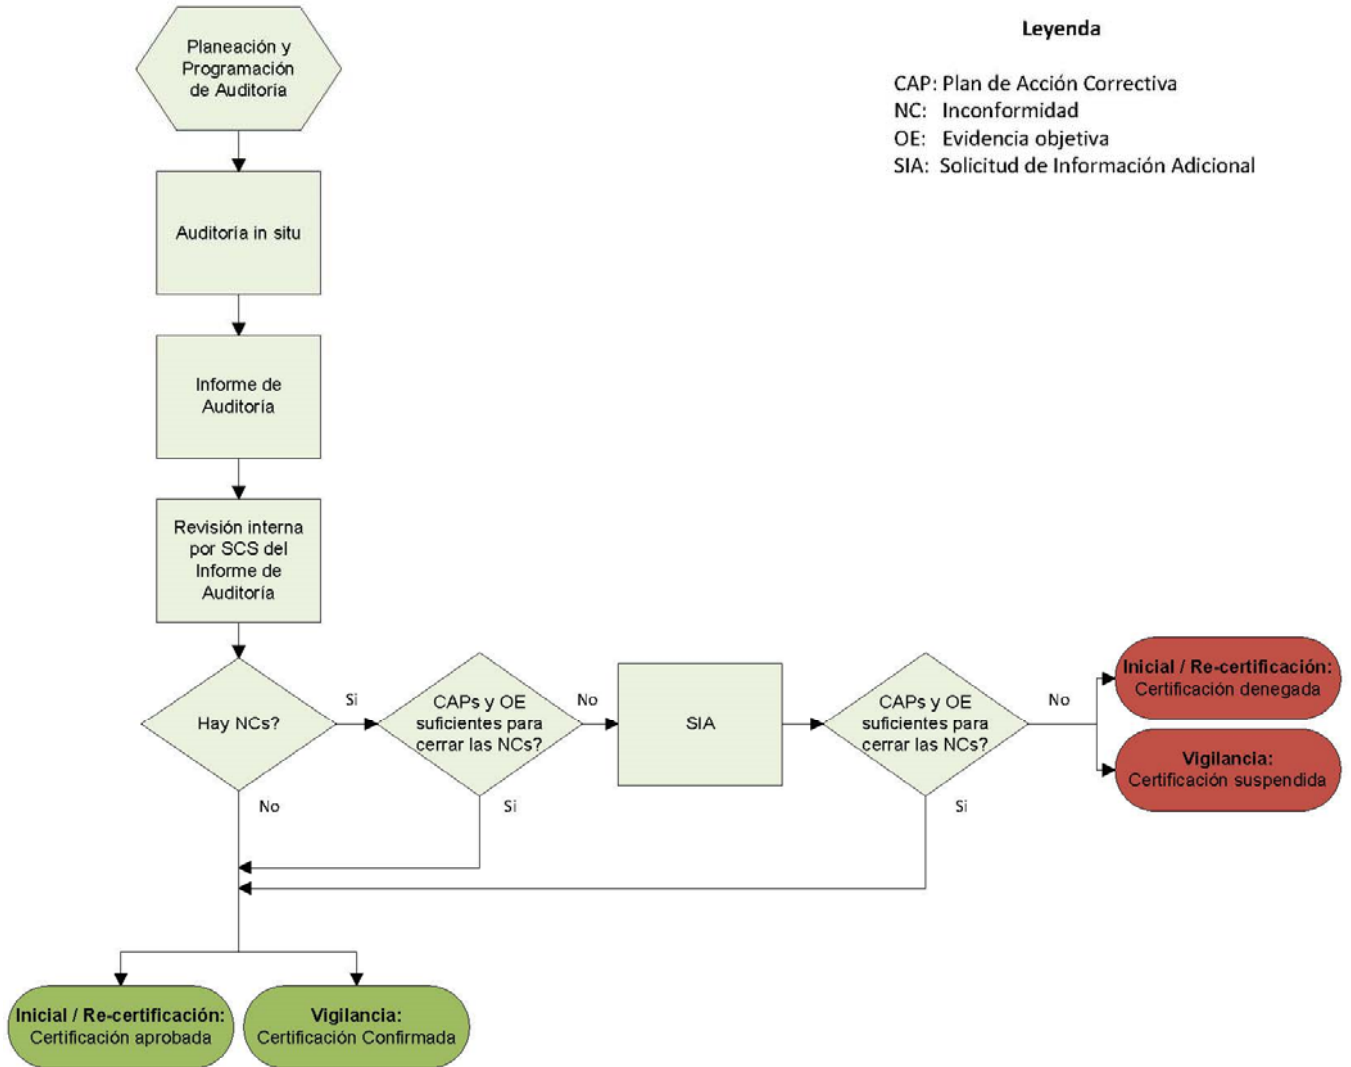 Planeación y
Programación
de Auditoría
Leyenda
CAP: Plan de Acción Correctiva
NC: Inconformidad
OE: Evidencia objetiva
SIA: Solicitud de Información Adicional
Auditoría in situ
Informe de
Auditoría
Revisión interna
por SCS del
Informe de
Auditoría
Hay NCs?
Si
CAPs y OE
suficientes para
cerrar las NCs?
No
SIA
CAPs y OE
suficientes para
cerrar las NCs?
No
Inicial / Re-certificación:
Certificación denegada
Vigilancia:
Certificación suspendida
No
Si
Si
Inicial / Re-certificación:
Certificación aprobada
Vigilancia:
Certificación Confirmada